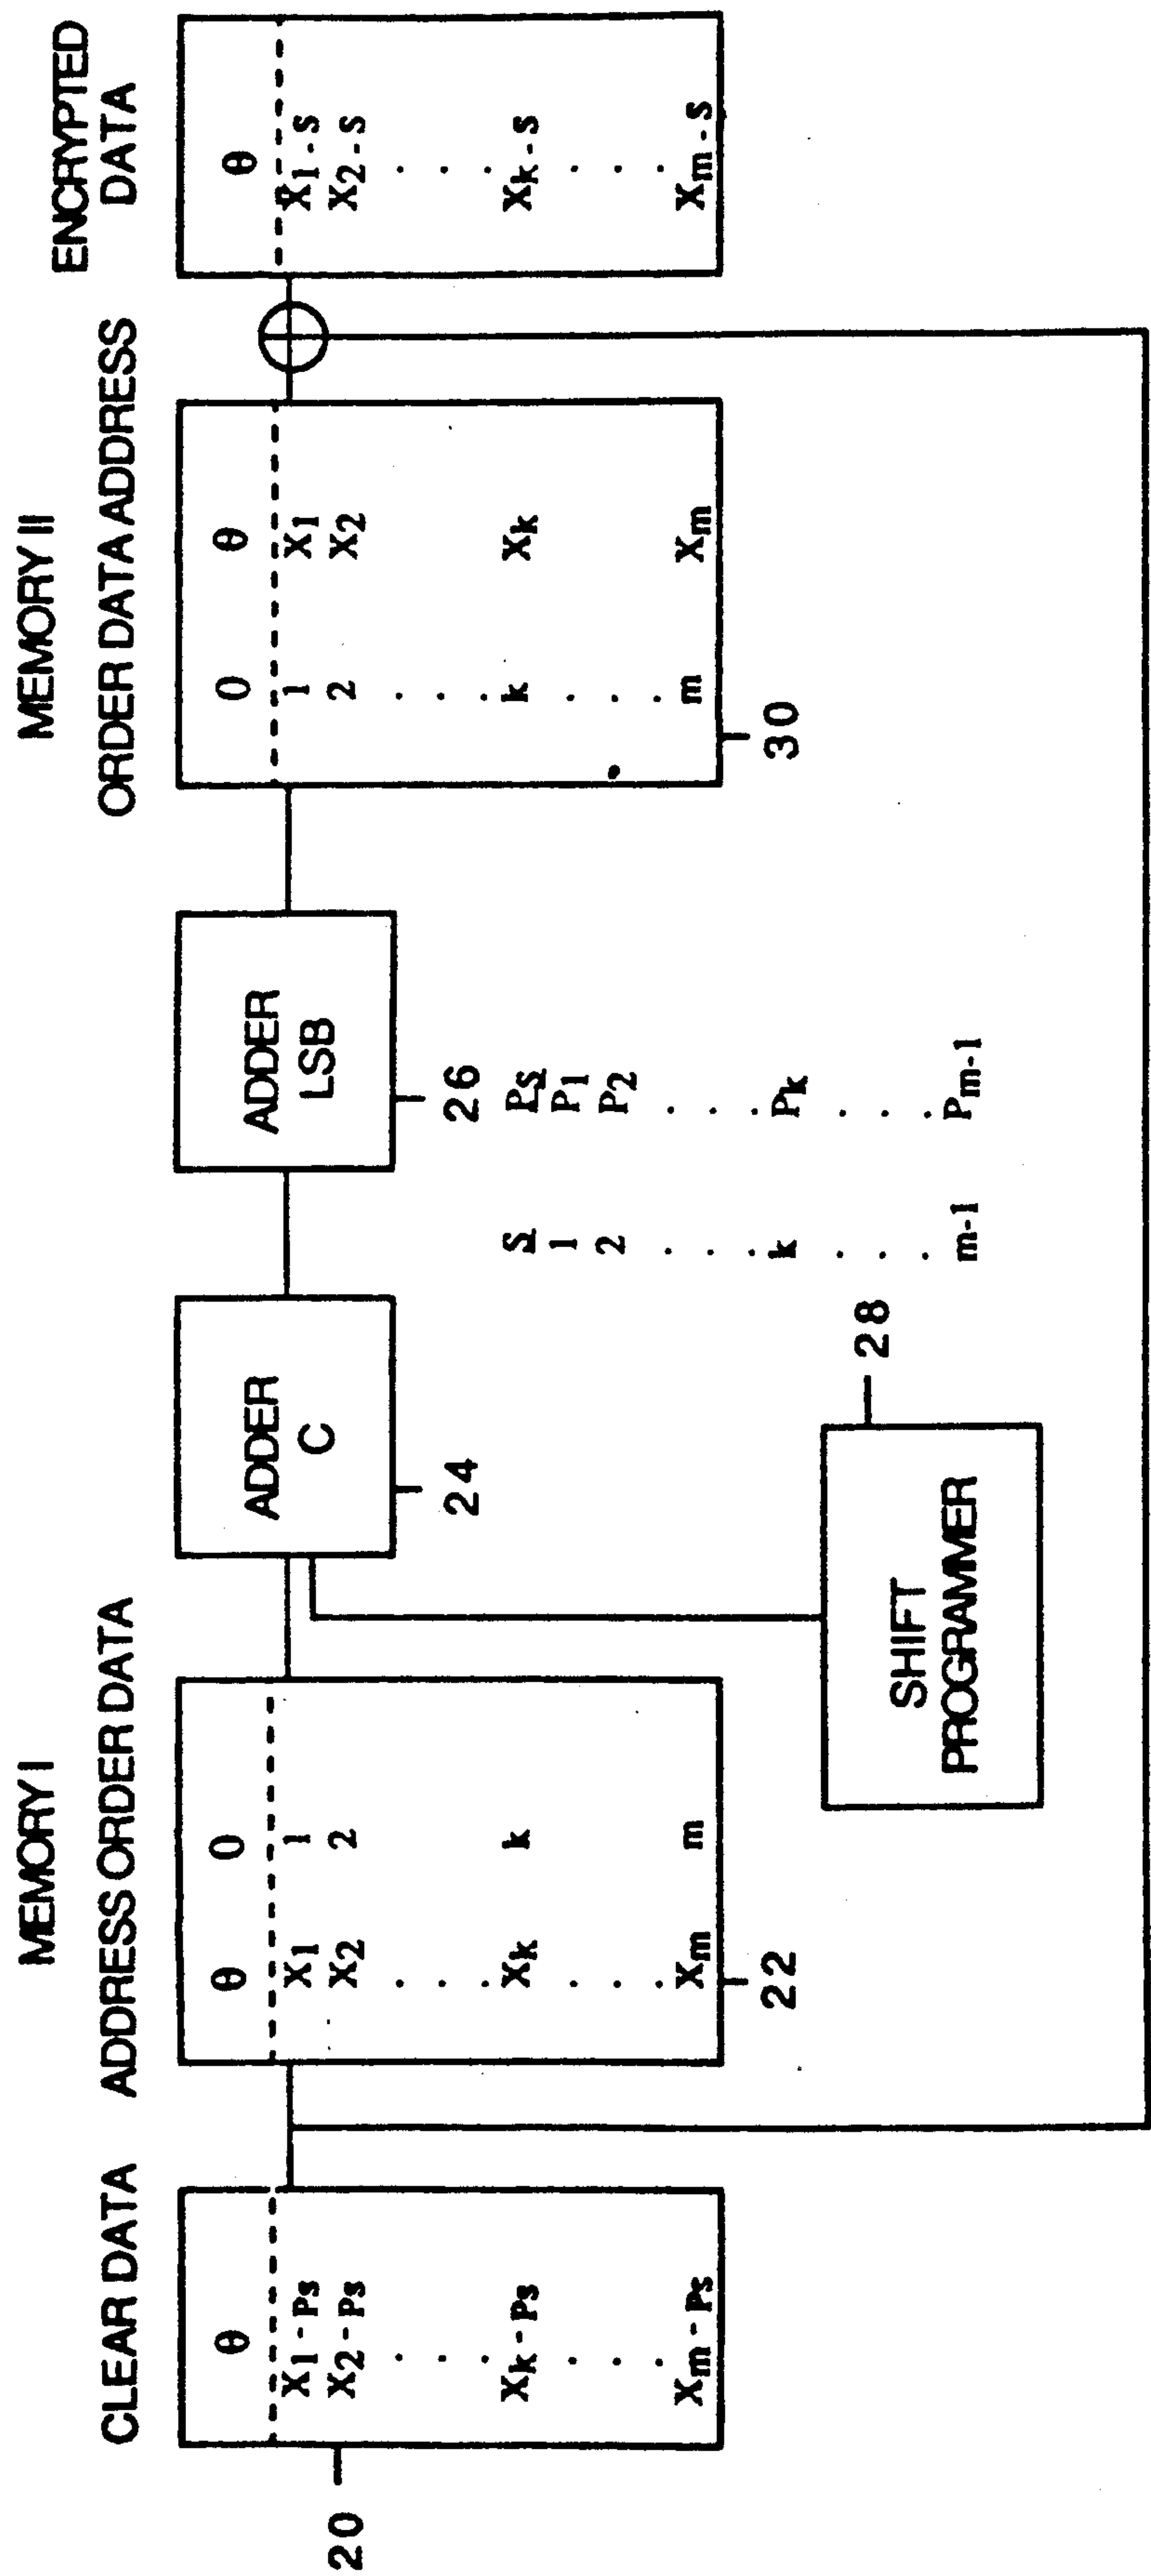 CLEAR DATA
θ
X1 - Ps
X2 - Ps
. . .
Xk - Ps
. . .
Xm - Ps
20
MEMORY I
ADDRESS ORDER DATA
θ 0
X1 1
X2 2
. . .
Xk k
. . .
Xm m
22
ADDER
C
24
SHIFT
PROGRAMMER
28
ADDER
LSB
26
S PS
1 P1
2 P2
. . . . . .
k Pk
. . . . . .
m-1 Pm-1
MEMORY II
ORDER DATA ADDRESS
0 θ
1 X1
2 X2
. . .
k Xk
. . .
m Xm
30
ENCRYPTED
DATA
θ
X1 - S
X2 - S
. . .
Xk - S
. . .
Xm - S